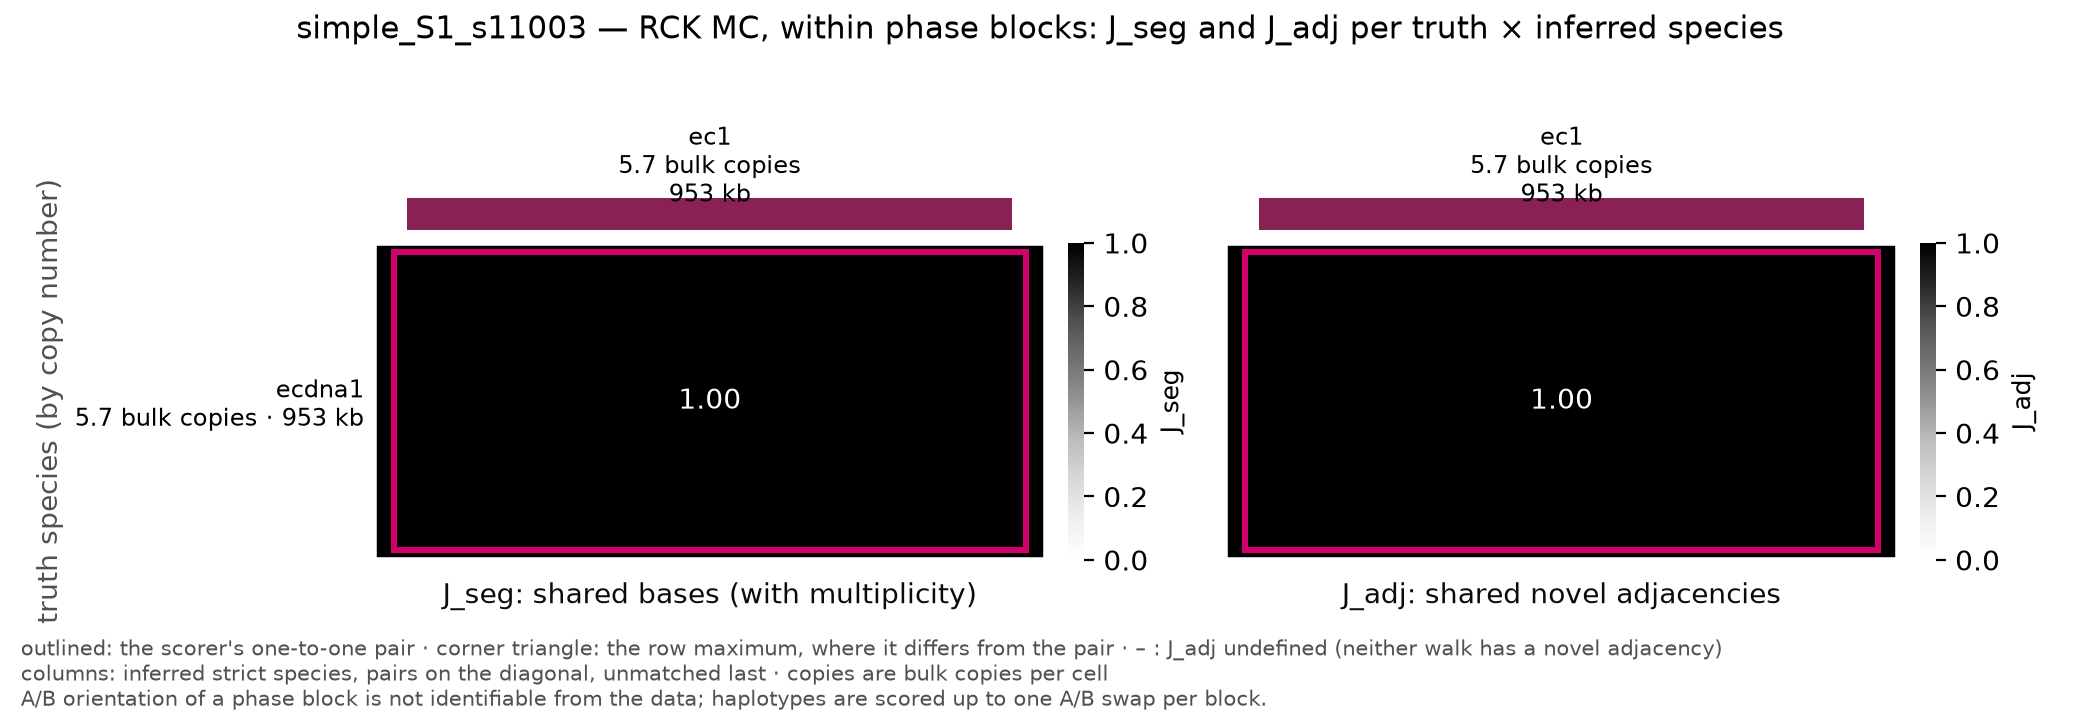 simple_S1_s11003 — RCK MC, within phase blocks: J_seg and J_adj per truth × inferred species
ec1
5.7 bulk copies
953 kb
ec1
5.7 bulk copies
953 kb
truth species (by copy number)
ecdna1
5.7 bulk copies · 953 kb
1.00
1.0
0.8
0.6
0.4
0.2
0.0
J_seg
1.00
1.0
0.8
0.6
0.4
0.2
0.0
J_adj
J_seg: shared bases (with multiplicity)
J_adj: shared novel adjacencies
outlined: the scorer's one-to-one pair · corner triangle: the row maximum, where it differs from the pair · – : J_adj undefined (neither walk has a novel adjacency)
columns: inferred strict species, pairs on the diagonal, unmatched last · copies are bulk copies per cell
A/B orientation of a phase block is not identifiable from the data; haplotypes are scored up to one A/B swap per block.